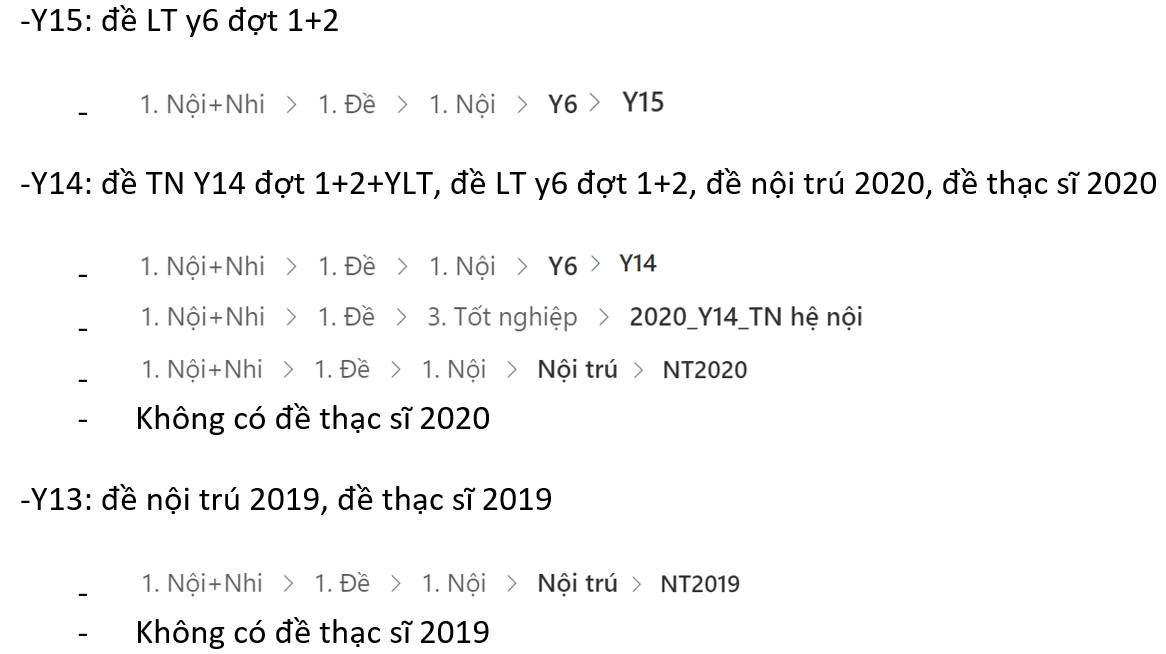 -Y15: đề LT y6 đợt 1+2
- 1. Nội+Nhi > 1. Đề > 1. Nội > Y6 > Y15
-Y14: đề TN Y14 đợt 1+2+YLT, đề LT y6 đợt 1+2, đề nội trú 2020, đề thạc sĩ 2020
- 1. Nội+Nhi > 1. Đề > 1. Nội > Y6 > Y14
- 1. Nội+Nhi > 1. Đề > 3. Tốt nghiệp > 2020_Y14_TN hệ nội
- 1. Nội+Nhi > 1. Đề > 1. Nội > Nội trú > NT2020
- Không có đề thạc sĩ 2020
-Y13: đề nội trú 2019, đề thạc sĩ 2019
- 1. Nội+Nhi > 1. Đề > 1. Nội > Nội trú > NT2019
- Không có đề thạc sĩ 2019